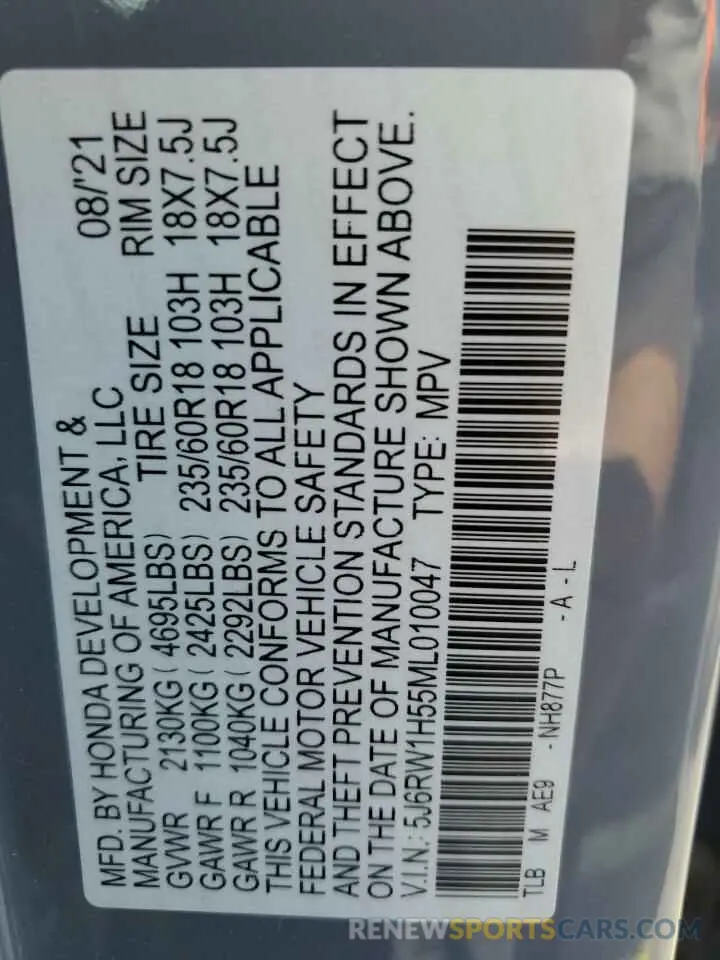 MFD. BY HONDA DEVELOPMENT & 08/'21
MANUFACTURING OF AMERICA, LLC
GVWR 2130KG ( 4695LBS) TIRE SIZE RIM SIZE
GAWR F 1100KG ( 2425LBS) 235/60R18 103H 18X7.5J
GAWR R 1040KG ( 2292LBS) 235/60R18 103H 18X7.5J
THIS VEHICLE CONFORMS TO ALL APPLICABLE
FEDERAL MOTOR VEHICLE SAFETY
AND THEFT PREVENTION STANDARDS IN EFFECT
ON THE DATE OF MANUFACTURE SHOWN ABOVE.
V.I.N.: 5J6RW1H55ML010047 TYPE: MPV
TLB M AE9 -NH877P -A-L
RENEWSPORTSCARS.COM